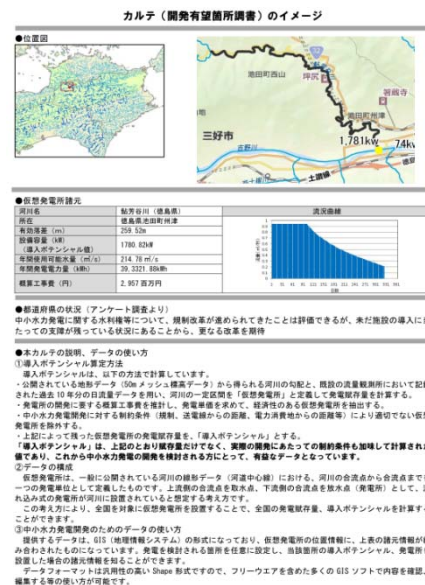 カルテ（開発有望箇所調書）のイメージ
●位置図
池田町西山
坪尻
箸蔵寺
池田町州津
三好市
1,781kw
74kw
吉野川
土讃線
●仮想発電所諸元
河川名
鮎苦谷川（徳島県）
流況曲線
所在
徳島県池田町州津
有効落差（m）
259.52m
設備容量（kW）
（導入ポテンシャル値）
1780.82kW
年間使用可能水量（㎥/s）
214.78 ㎥/s
年間発電電力量（kWh）
39,3321.88kWh
概算工事費（円）
2,957 百万円
●都道府県の状況（アンケート調査より）
中小水力発電に関する水利権等について、規制改革が進められてきたことは評価できるが、未だ施設の導入に当
たっての支障が残っている状況にあることから、更なる改革を期待
●本カルテの説明、データの使い方
①導入ポテンシャル算定方法
導入ポテンシャルは、以下の方法で計算しています。
・公開されている地形データ（50m メッシュ標高データ）から得られる河川の勾配と、既設の流量観測所において記録
された過去 10 年分の日流量データを用い、河川の一定区間を「仮想発電所」と定義して発電賦存量を計算する。
・発電所の開発に要する概算工事費を推計し、発電単価を求めて、経済性のある仮想発電所を抽出する。
・中小水力発電開発に対する制約条件（規制、送電線からの距離、電力消費地からの距離等）により適切でない仮想
発電所を除外する。
・上記によって残った仮想発電所の発電賦存量を、「導入ポテンシャル」とする。
「導入ポテンシャル」は、上記のとおり賦存量だけでなく、実際の開発にあたっての制約条件も加味して計算された
値であり、これから中小水力発電の開発を検討される方にとって、有益なデータとなっています。
②データの構成
仮想発電所は、一般に公開されている河川の線形データ（河道中心線）における、河川の合流点から合流点までを
一つの発電単位として定義したものです。上流側の合流点を取水点、下流側の合流点を放水点（発電所）として、流
れ込み式の発電所が河川に設置されていると想定する考え方です。
この考え方により、全国を対象に仮想発電所を設置することで、全国の発電賦存量、導入ポテンシャルを計算する
ことができます。
③中小水力発電開発のためのデータの使い方
提供するデータは、GIS（地理情報システム）の形になっており、仮想発電所の位置情報に、上表の諸元情報が組
み合わされたものになっています。発電を検討される箇所を任意に設定し、当該箇所の導入ポテンシャル、発電所を
設置した場合の諸元情報を知ることができます。
データフォーマットは汎用性の高い Shape 形式ですので、フリーウエアを含めた多くの GIS ソフトで内容を確認、
編集する等の使い方が可能です。